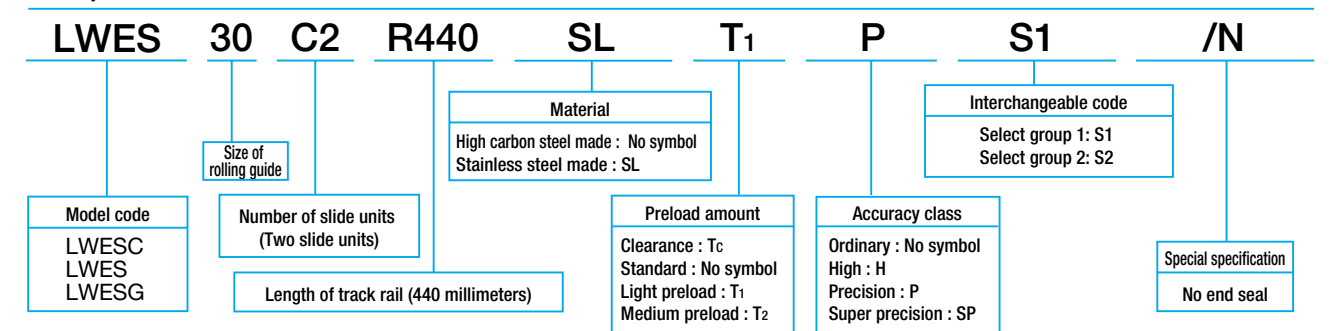 LWES 30 C2 R440 SL T1 P S1 /N
Material
High carbon steel made : No symbol
Stainless steel made : SL
Interchangeable code
Select group 1: S1
Select group 2: S2
Size of
rolling guide
Model code
LWESC
LWES
LWESG
Number of slide units
(Two slide units)
Length of track rail (440 millimeters)
Preload amount
Clearance : Tc
Standard : No symbol
Light preload : T1
Medium preload : T2
Accuracy class
Ordinary : No symbol
High : H
Precision : P
Super precision : SP
Special specification
No end seal